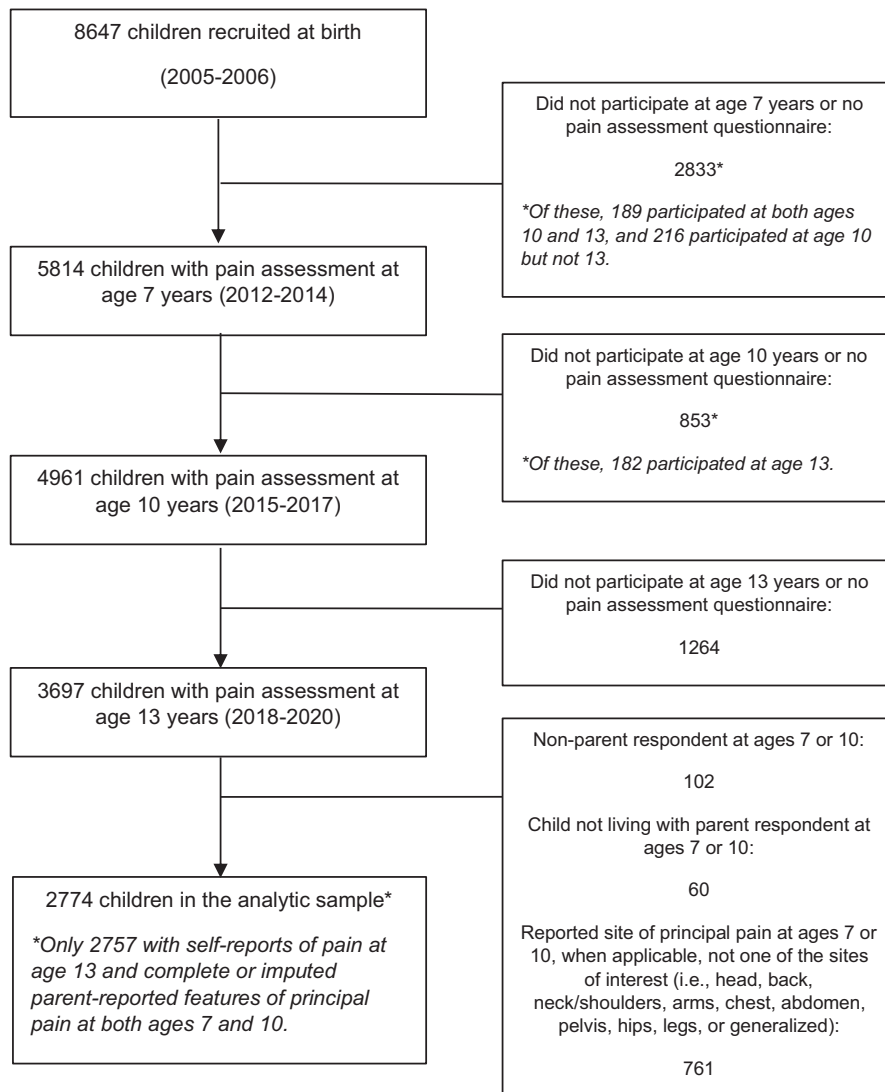 8647 children recruited at birth
(2005-2006)
Did not participate at age 7 years or no
pain assessment questionnaire:
2833*
*Of these, 189 participated at both ages
10 and 13, and 216 participated at age 10
but not 13.
5814 children with pain assessment at
age 7 years (2012-2014)
Did not participate at age 10 years or no
pain assessment questionnaire:
853*
*Of these, 182 participated at age 13.
4961 children with pain assessment at
age 10 years (2015-2017)
Did not participate at age 13 years or no
pain assessment questionnaire:
1264
3697 children with pain assessment at
age 13 years (2018-2020)
Non-parent respondent at ages 7 or 10:
102
Child not living with parent respondent at
ages 7 or 10:
60
Reported site of principal pain at ages 7 or
10, when applicable, not one of the sites
of interest (i.e., head, back,
neck/shoulders, arms, chest, abdomen,
pelvis, hips, legs, or generalized):
761
2774 children in the analytic sample*
*Only 2757 with self-reports of pain at
age 13 and complete or imputed
parent-reported features of principal
pain at both ages 7 and 10.